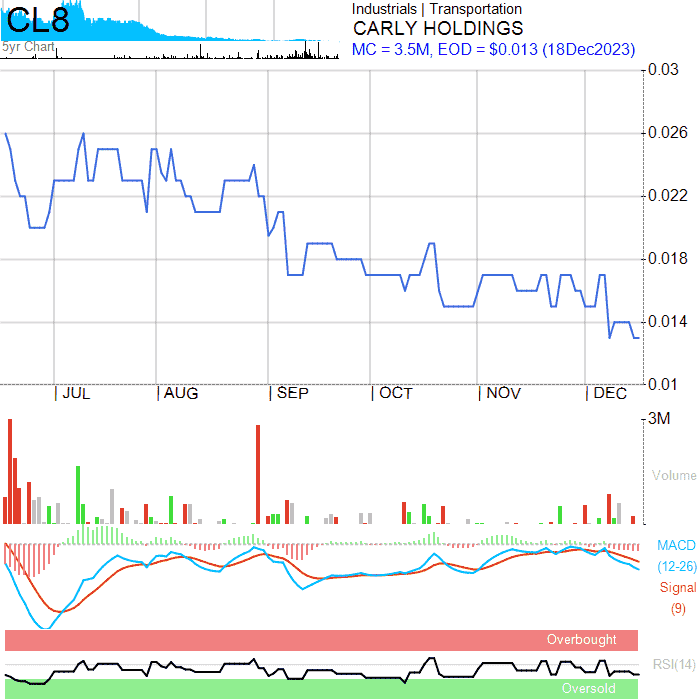 CL8
5yr Chart
Industrials | Transportation
CARLY HOLDINGS
MC = 3.5M, EOD = $0.013 (18Dec2023)
0.03
0.026
0.022
0.018
0.014
0.01
JUL
AUG
SEP
OCT
NOV
DEC
3M
Volume
MACD
(12-26)
Signal
(9)
Overbought
RSI(14)
Oversold